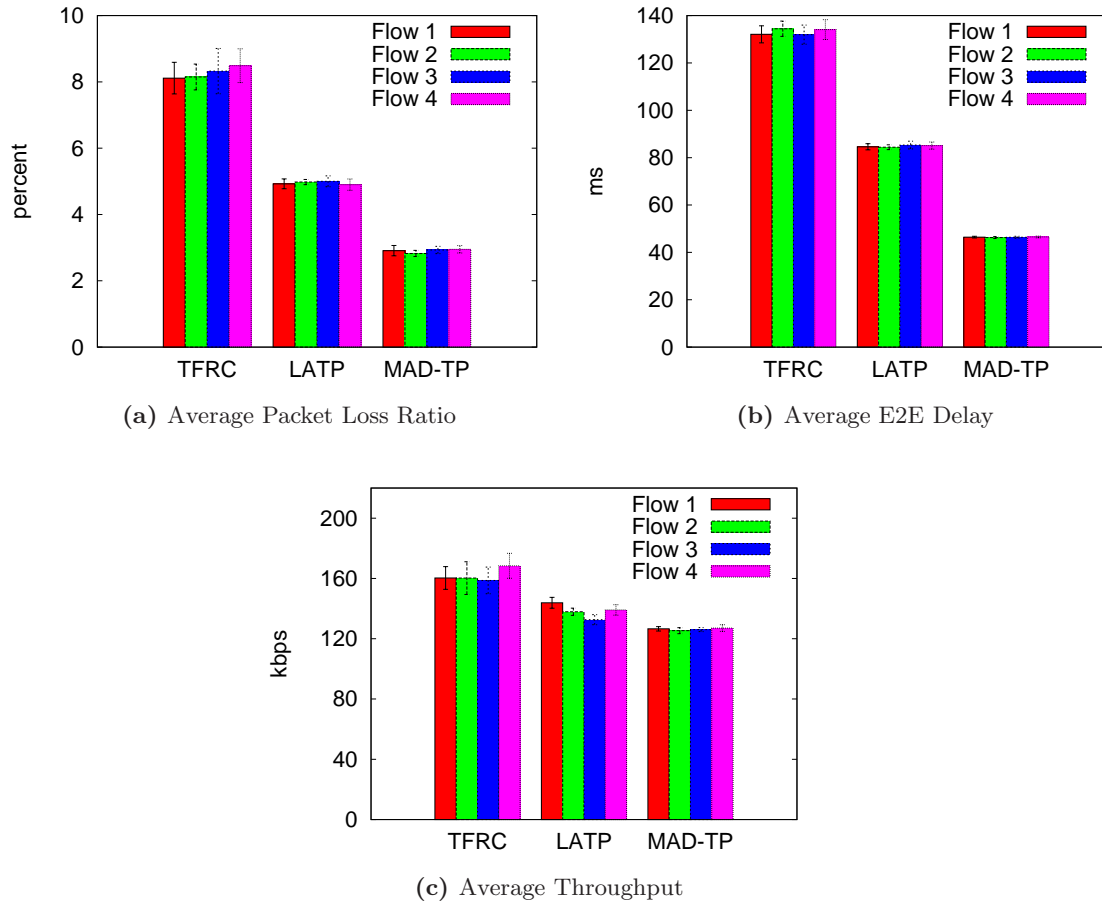 10
8
6
4
2
0
percent
Flow 1
Flow 2
Flow 3
Flow 4
TFRC LATP MAD-TP
(a) Average Packet Loss Ratio
140
120
100
80
60
40
20
0
ms
Flow 1
Flow 2
Flow 3
Flow 4
TFRC LATP MAD-TP
(b) Average E2E Delay
200
160
120
80
40
0
kbps
Flow 1
Flow 2
Flow 3
Flow 4
TFRC LATP MAD-TP
(c) Average Throughput